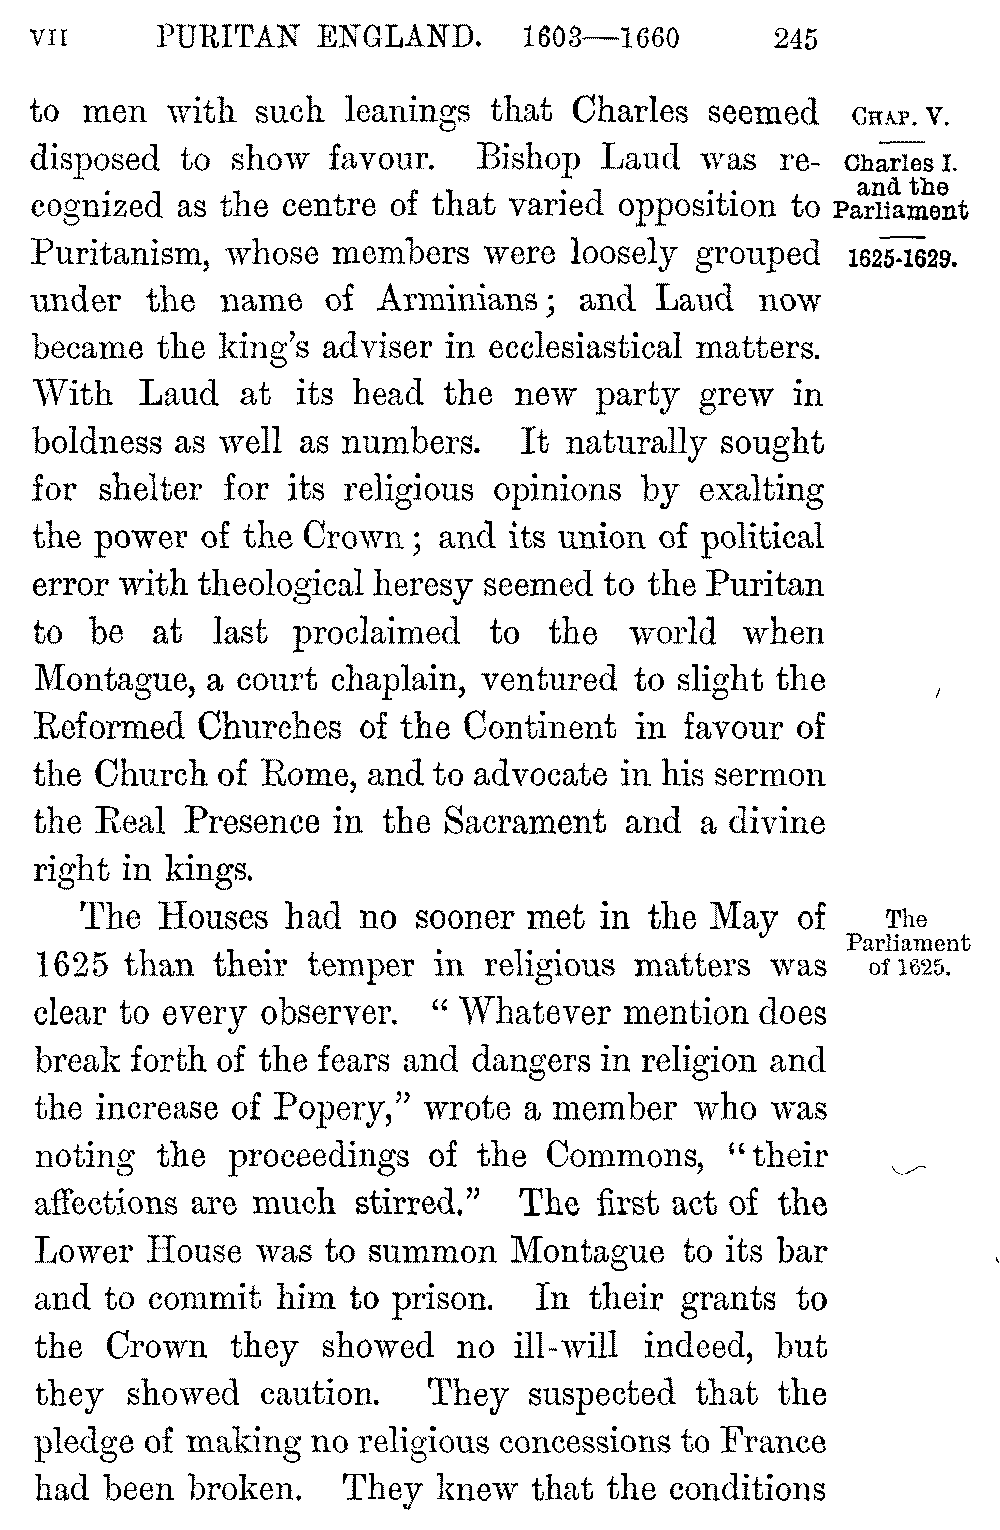 VII PURITAN ENGLAND. 1603—1660 245
to men with such leanings that Charles seemed
disposed to show favour. Bishop Laud was re-
cognized as the centre of that varied opposition to
Puritanism, whose members were loosely grouped
under the name of Arminians; and Laud now
became the king's adviser in ecclesiastical matters.
With Laud at its head the new party grew in
boldness as well as numbers. It naturally sought
for shelter for its religious opinions by exalting
the power of the Crown; and its union of political
error with theological heresy seemed to the Puritan
to be at last proclaimed to the world when
Montague, a court chaplain, ventured to slight the
Reformed Churches of the Continent in favour of
the Church of Rome, and to advocate in his sermon
the Real Presence in the Sacrament and a divine
right in kings.
CHAP. V.
Charles I.
and the
Parliament
1625-1629.
The Houses had no sooner met in the May of
1625 than their temper in religious matters was
clear to every observer. "Whatever mention does
break forth of the fears and dangers in religion and
the increase of Popery," wrote a member who was
noting the proceedings of the Commons, "their
affections are much stirred." The first act of the
Lower House was to summon Montague to its bar
and to commit him to prison. In their grants to
the Crown they showed no ill-will indeed, but
they showed caution. They suspected that the
pledge of making no religious concessions to France
had been broken. They knew that the conditions
The
Parliament
of 1625.